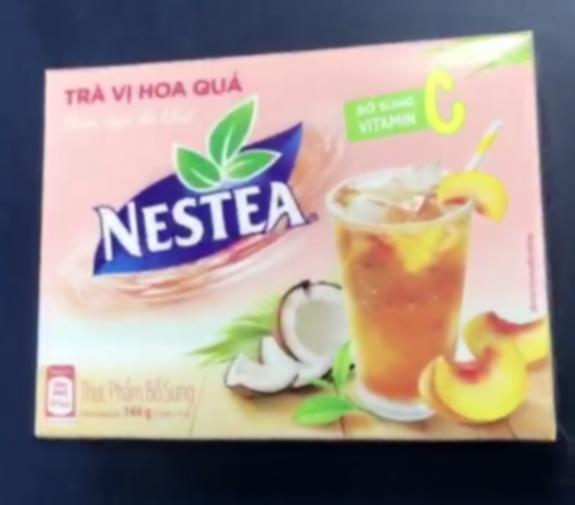 TRÀ VỊ HOA QUẢ
BỔ SUNG
VITAMIN C
NESTEA
Thực Phẩm Bổ Sung
144 g